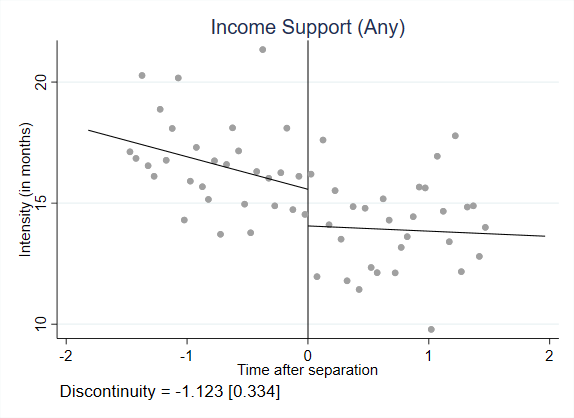 Income Support (Any)
Intensity (in months)
20
15
10
-2 -1 0 1 2
Time after separation
Discontinuity = -1.123 [0.334]